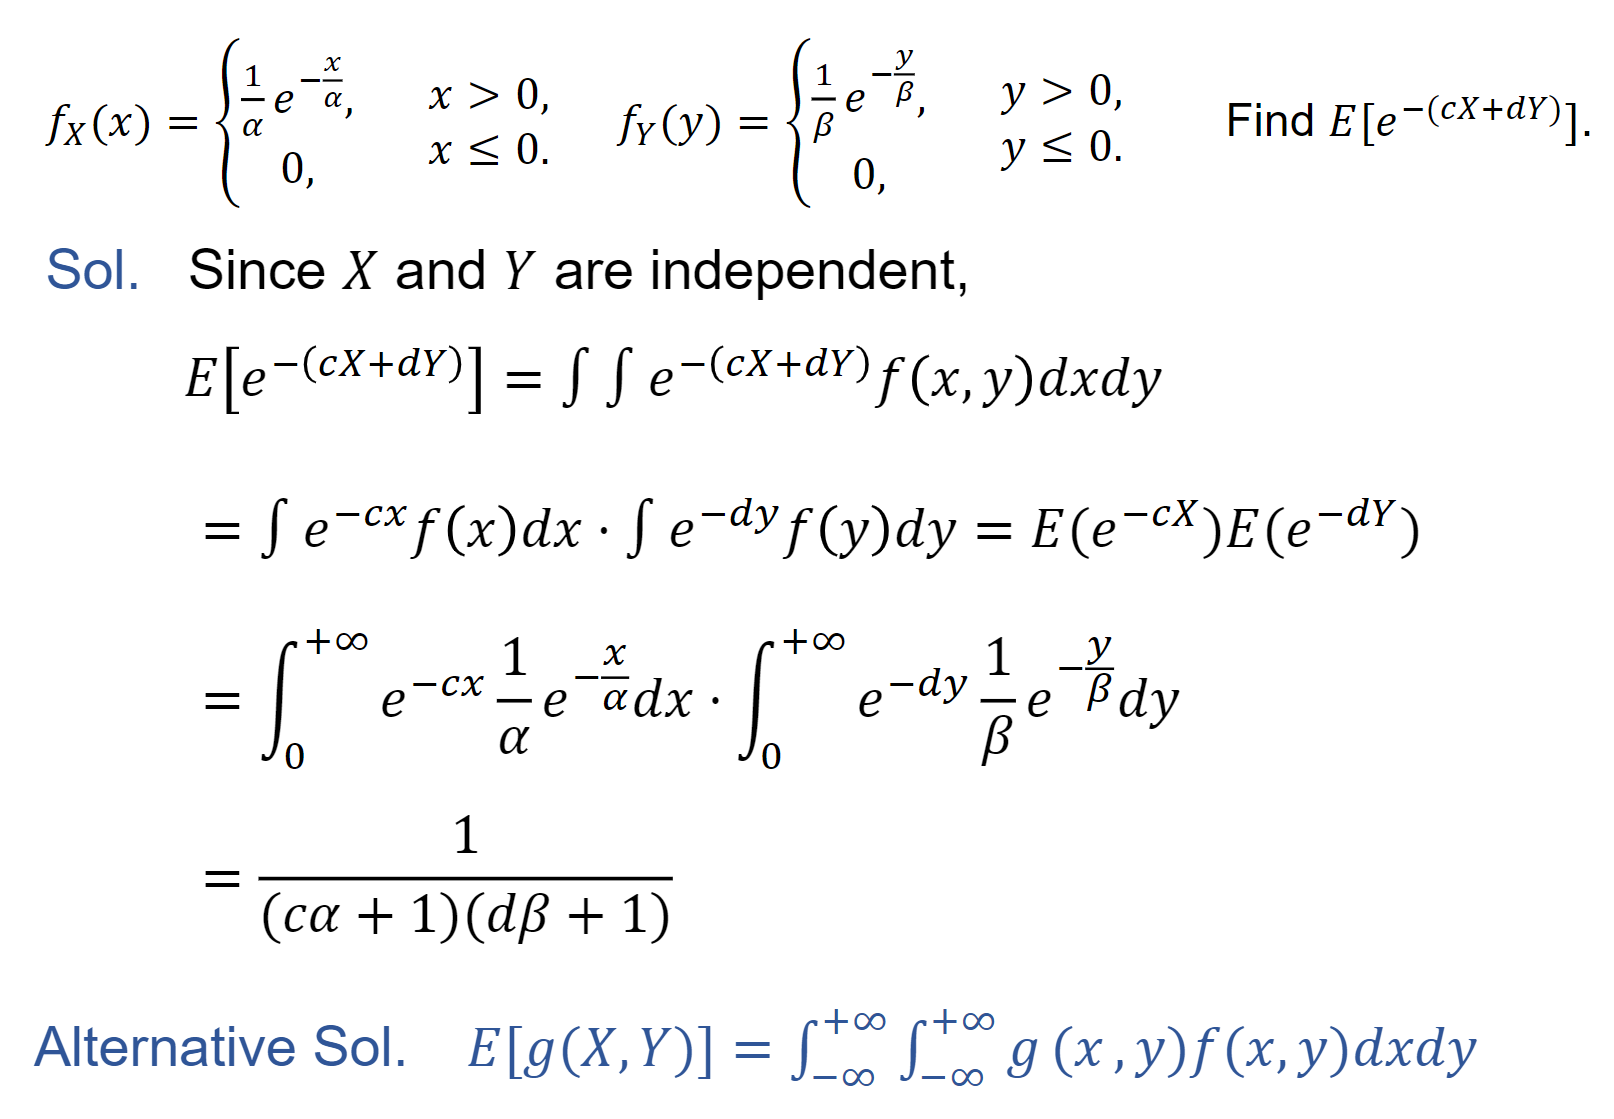 f_X(x) = { 1/α e^{-x/α}, x > 0, 0, x ≤ 0. f_Y(y) = { 1/β e^{-y/β}, y > 0, 0, y ≤ 0. Find E[e^{-(cX+dY)}].
Sol. Since X and Y are independent,
E[e^{-(cX+dY)}] = ∫ ∫ e^{-(cX+dY)} f(x, y)dxdy
= ∫ e^{-cx} f(x)dx · ∫ e^{-dy} f(y)dy = E(e^{-cX})E(e^{-dY})
= ∫_0^{+∞} e^{-cx} 1/α e^{-x/α} dx · ∫_0^{+∞} e^{-dy} 1/β e^{-y/β} dy
= 1/((cα + 1)(dβ + 1))
Alternative Sol. E[g(X, Y)] = ∫_{-∞}^{+∞} ∫_{-∞}^{+∞} g (x ,y)f(x, y)dxdy